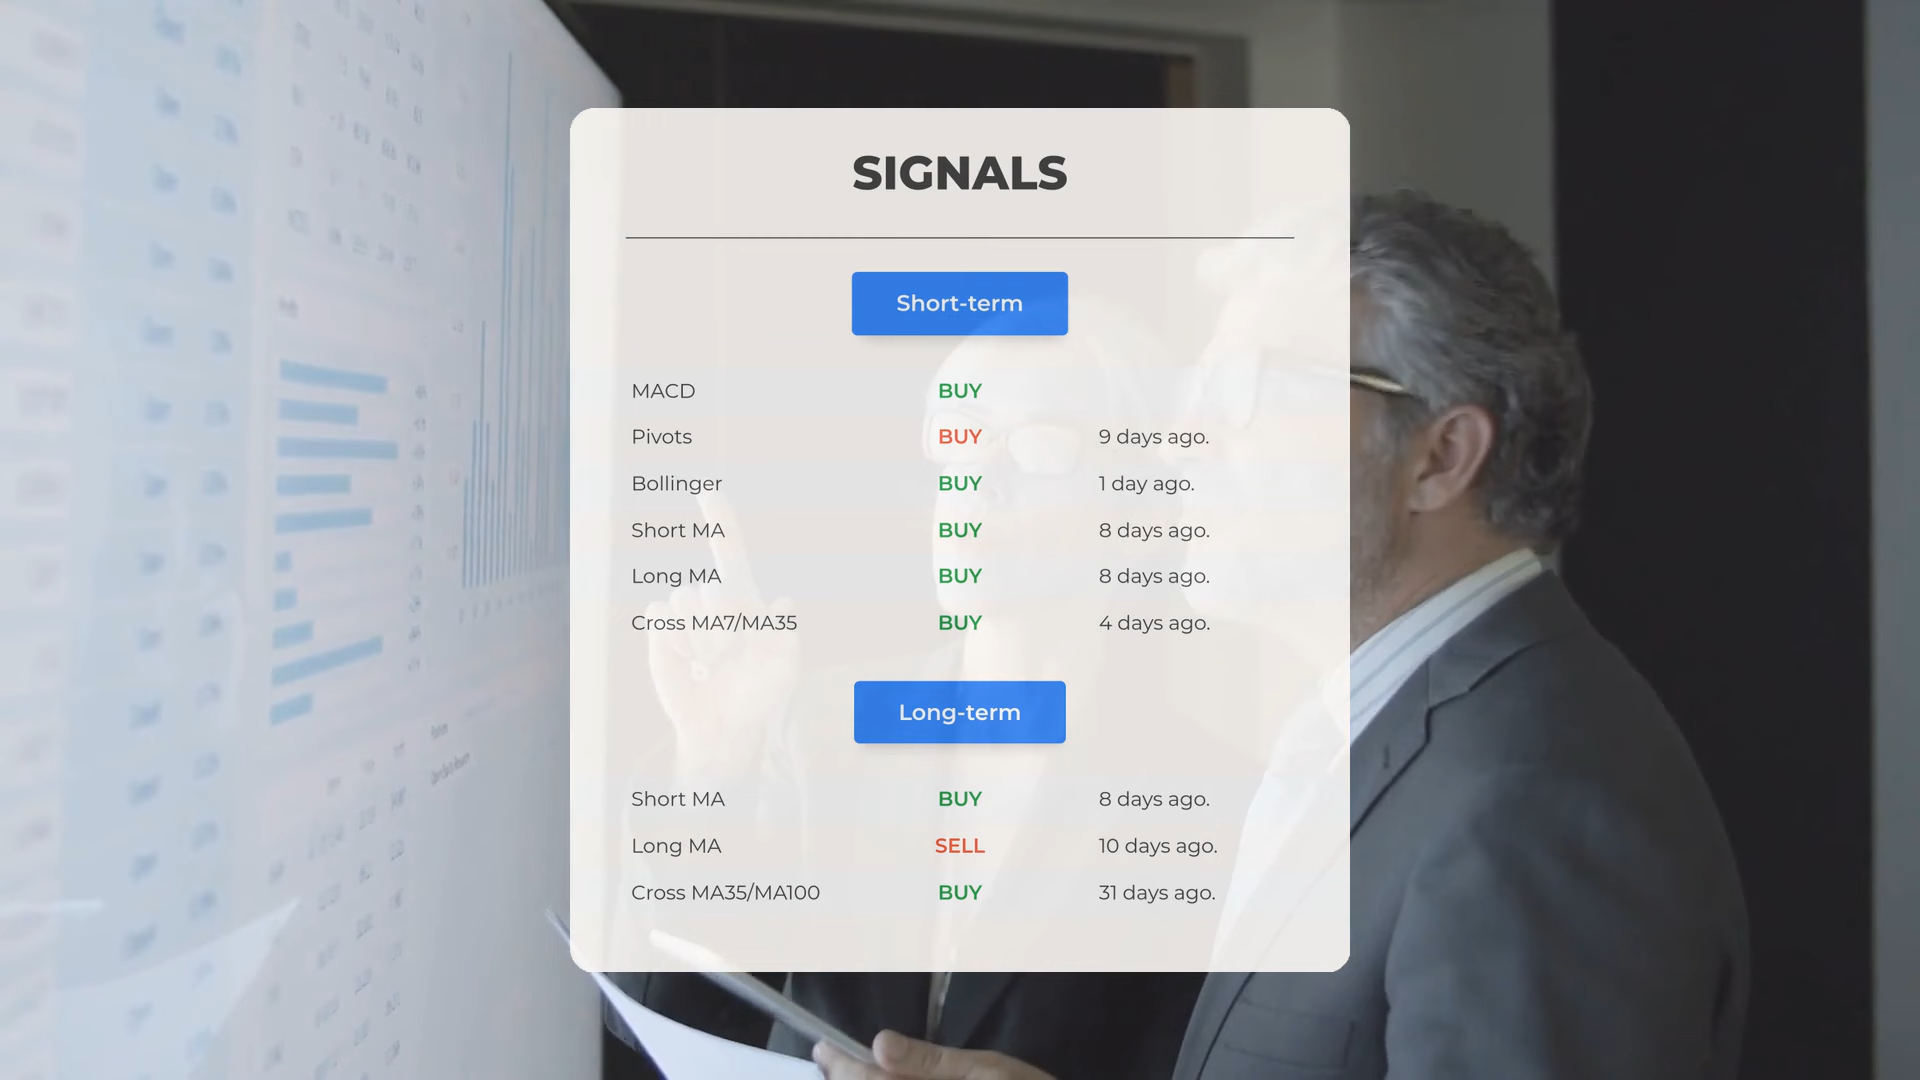 SIGNALS
Short-term
MACD BUY
Pivots BUY 9 days ago.
Bollinger BUY 1 day ago.
Short MA BUY 8 days ago.
Long MA BUY 8 days ago.
Cross MA7/MA35 BUY 4 days ago.
Long-term
Short MA BUY 8 days ago.
Long MA SELL 10 days ago.
Cross MA35/MA100 BUY 31 days ago.